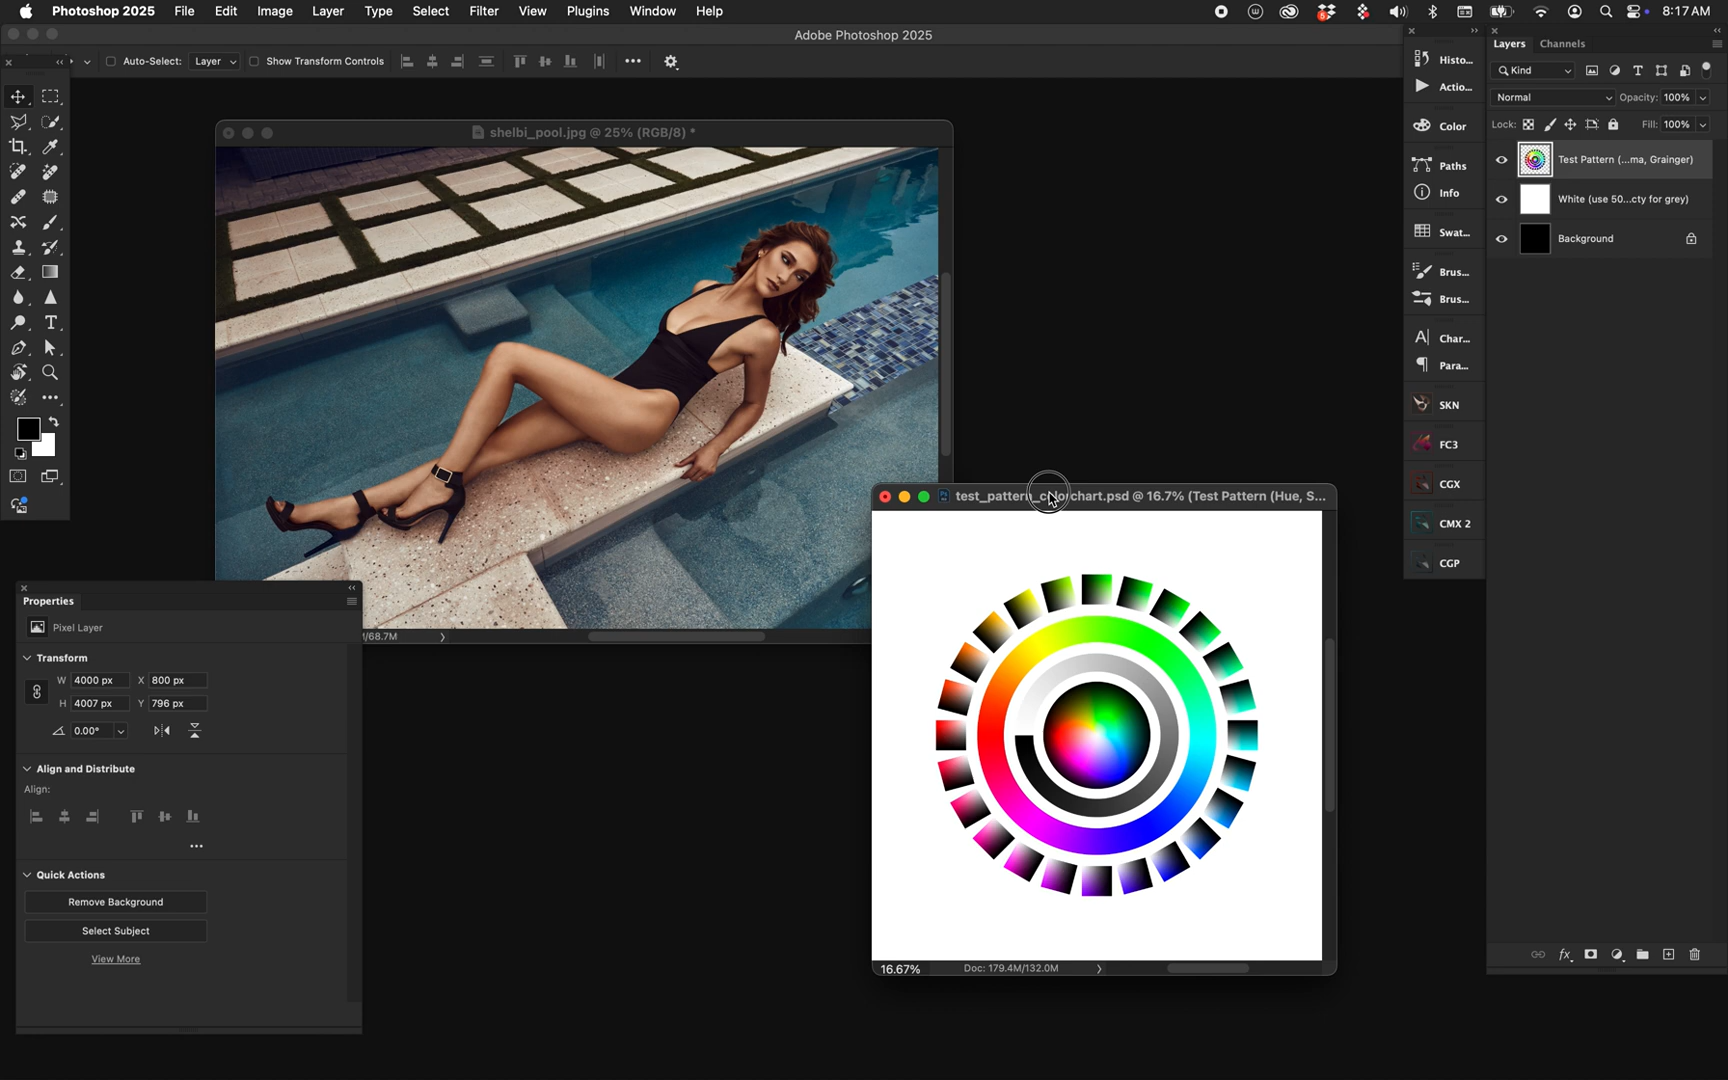 Photoshop 2025 File Edit Image Layer Type Select Filter View Plugins Window Help 5 8:17 AM
Adobe Photoshop 2025
Auto-Select: Layer Show Transform Controls
shelbi_pool.jpg @ 25% (RGB/8) *
/68.7M
test_pattern_colorchart.psd @ 16.7% (Test Pattern (Hue, S...
16.67% Doc: 179.4M/132.0M
Properties
Pixel Layer
Transform
W 4000 px X 800 px
H 4007 px Y 796 px
0.00°
Align and Distribute
Align:
Quick Actions
Remove Background
Select Subject
View More
Histo...
Actio...
Color
Paths
Info
Swat...
Brus...
Brus...
Char...
Para...
SKN
FC3
CGX
CMX 2
CGP
Layers Channels
Kind
Normal Opacity: 100%
Lock: Fill: 100%
Test Pattern (...ma, Grainger)
White (use 50...cty for grey)
Background
fx